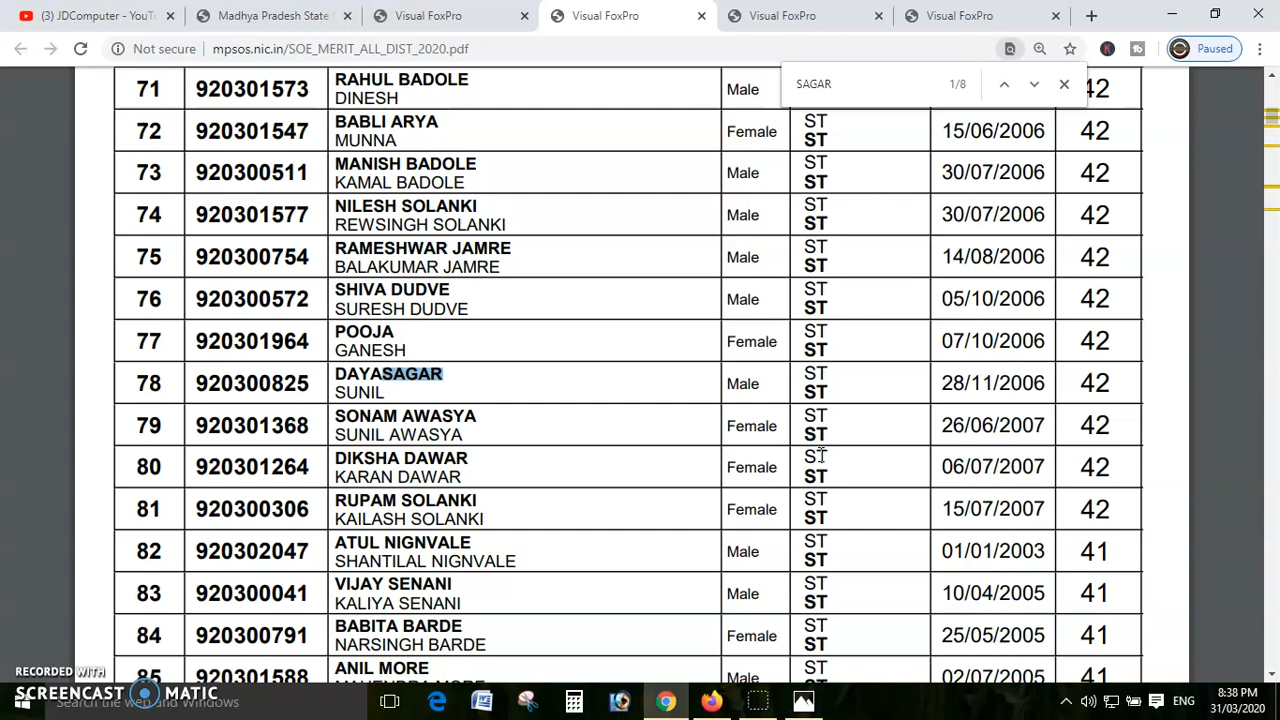 (3) JDComputer - YouTu
Madhya Pradesh State O
Visual FoxPro
Visual FoxPro
Visual FoxPro
Visual FoxPro
Not secure
mpsos.nic.in/SOE_MERIT_ALL_DIST_2020.pdf
Paused
SAGAR 1/8
71 920301573 RAHUL BADOLE Male 42
DINESH
72 920301547 BABLI ARYA Female ST 15/06/2006 42
MUNNA ST
73 920300511 MANISH BADOLE Male ST 30/07/2006 42
KAMAL BADOLE ST
74 920301577 NILESH SOLANKI Male ST 30/07/2006 42
REWSINGH SOLANKI ST
75 920300754 RAMESHWAR JAMRE Male ST 14/08/2006 42
BALAKUMAR JAMRE ST
76 920300572 SHIVA DUDVE Male ST 05/10/2006 42
SURESH DUDVE ST
77 920301964 POOJA Female ST 07/10/2006 42
GANESH ST
78 920300825 DAYASAGAR Male ST 28/11/2006 42
SUNIL ST
79 920301368 SONAM AWASYA Female ST 26/06/2007 42
SUNIL AWASYA ST
80 920301264 DIKSHA DAWAR Female ST 06/07/2007 42
KARAN DAWAR ST
81 920300306 RUPAM SOLANKI Female ST 15/07/2007 42
KAILASH SOLANKI ST
82 920302047 ATUL NIGNVALE Male ST 01/01/2003 41
SHANTILAL NIGNVALE ST
83 920300041 VIJAY SENANI Male ST 10/04/2005 41
KALIYA SENANI ST
84 920300791 BABITA BARDE Female ST 25/05/2005 41
NARSINGH BARDE ST
85 920301588 ANIL MORE Male ST 02/07/2005 41
RECORDED WITH
SCREENCAST MATIC
Search the web and Windows
ENG
8:38 PM
31/03/2020